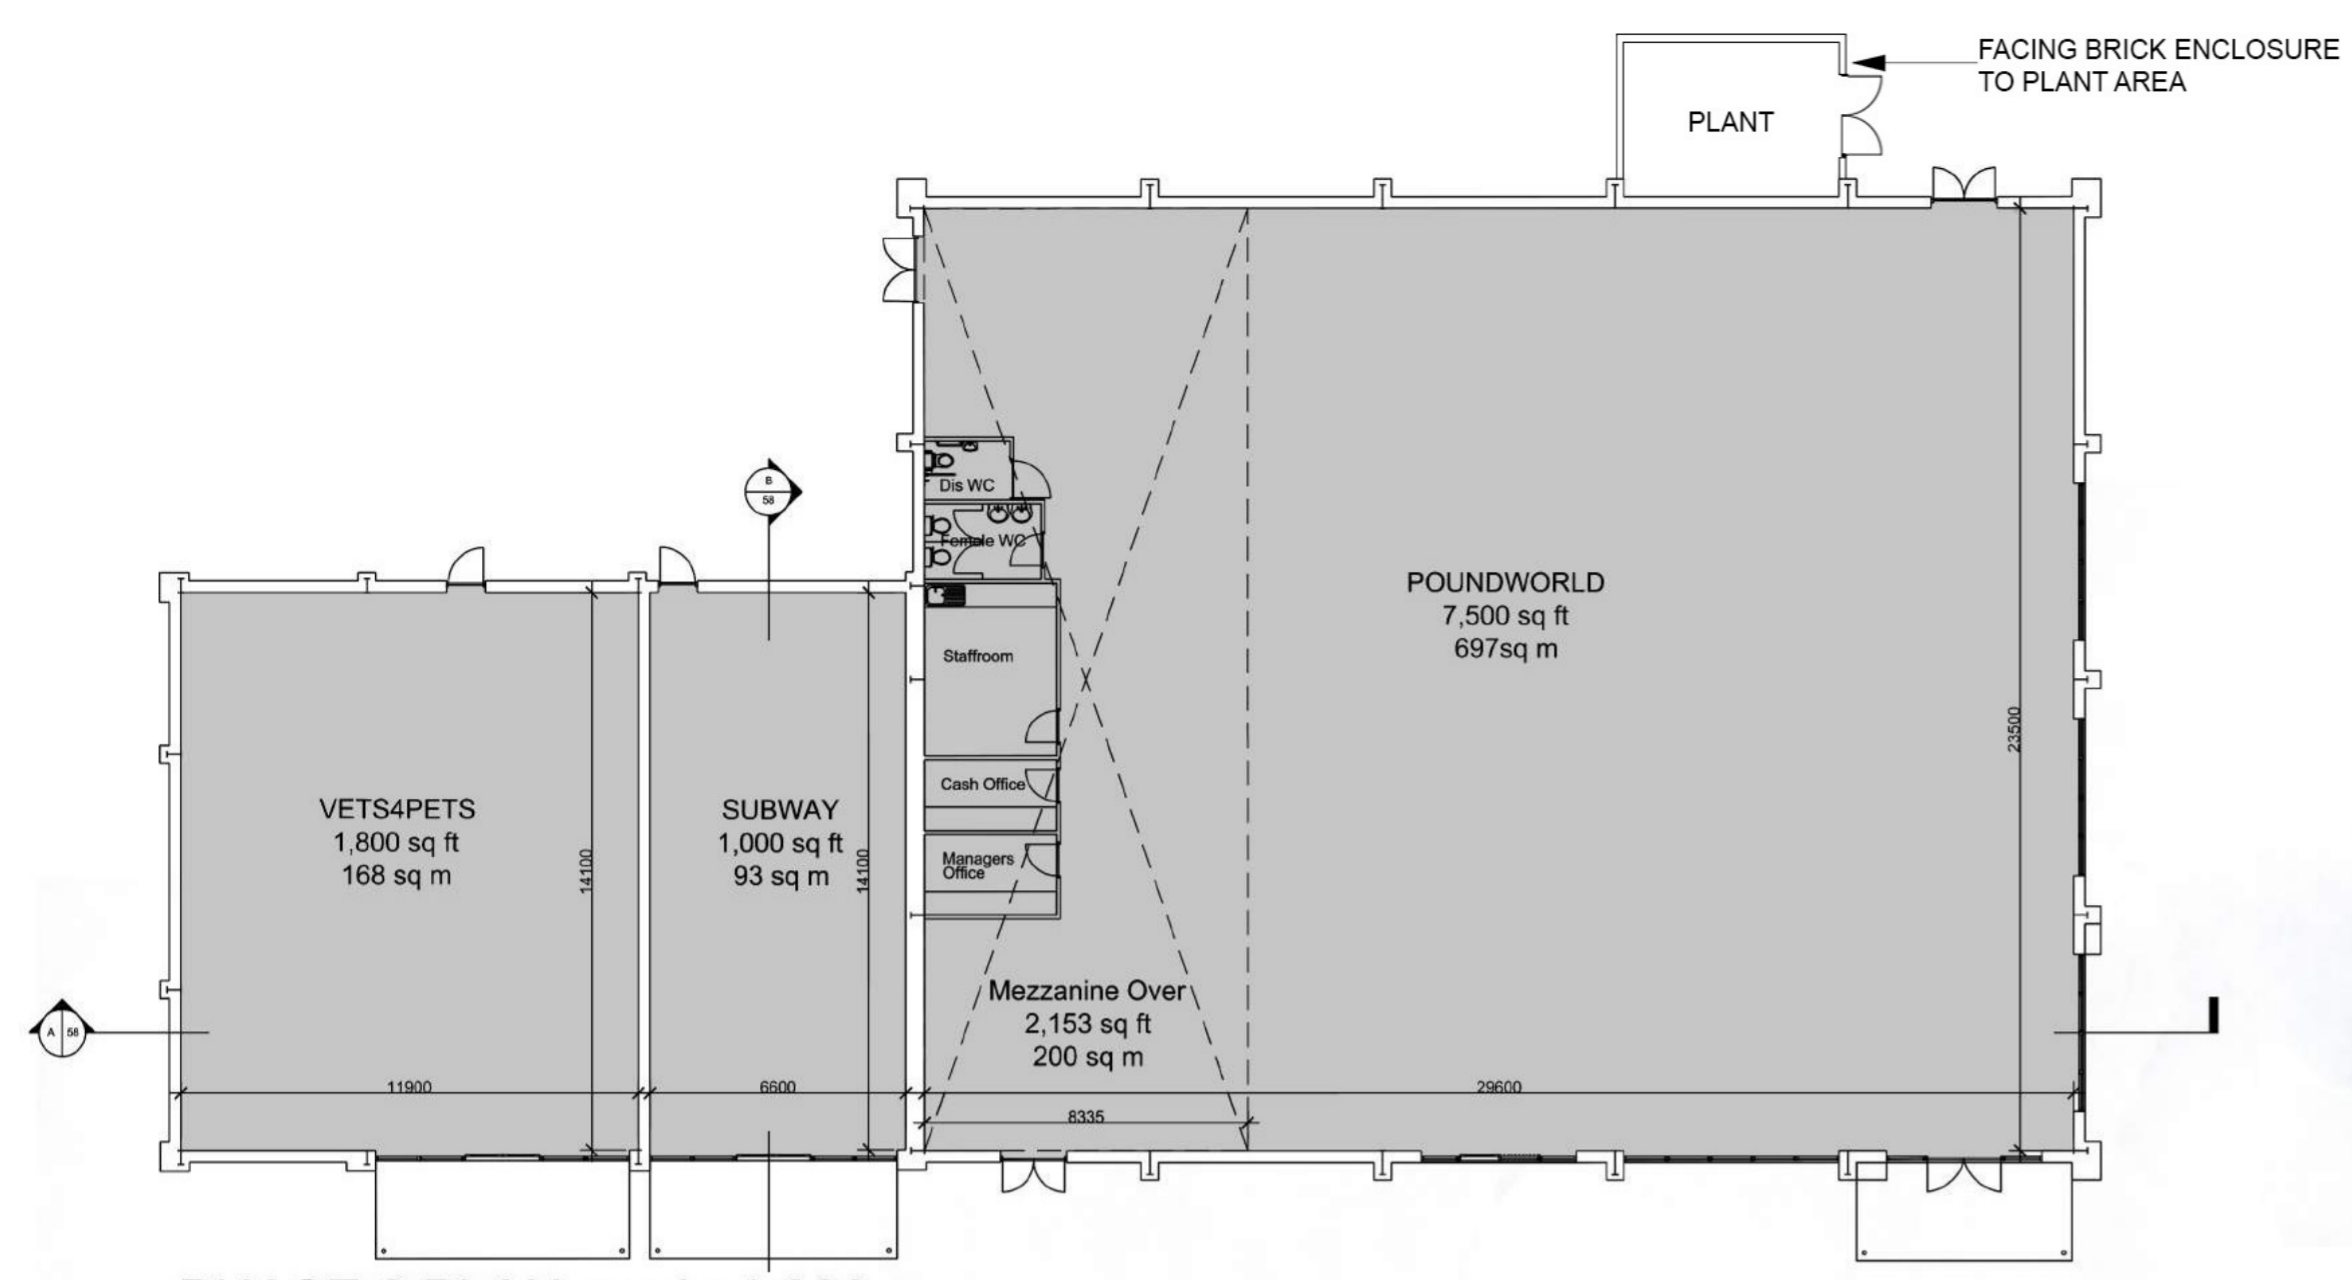 FACING BRICK ENCLOSURE
TO PLANT AREA
PLANT
B
58
Dis WC
Female WC
Staffroom
Cash Office
Managers
Office
POUNDWORLD
7,500 sq ft
697sq m
23500
VETS4PETS
1,800 sq ft
168 sq m
14100
SUBWAY
1,000 sq ft
93 sq m
14100
Mezzanine Over
2,153 sq ft
200 sq m
A 58
11900
6600
29600
8335